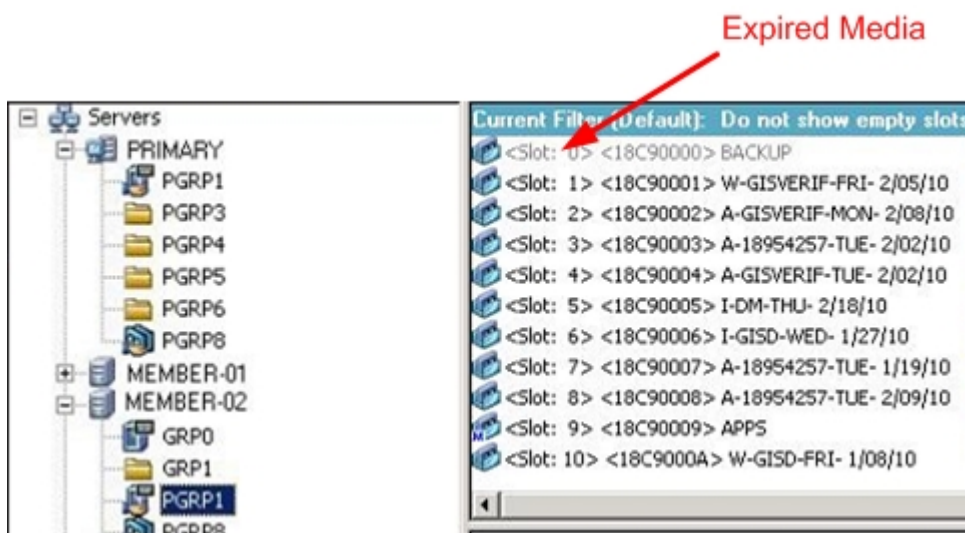 Expired Media
Servers
PRIMARY
PGRP1
PGRP3
PGRP4
PGRP5
PGRP6
PGRP8
MEMBER-01
MEMBER-02
GRP0
GRP1
PGRP1
PGRP8
Current Filter (Default): Do not show empty slots
<Slot: 0> <18C90000> BACKUP
<Slot: 1> <18C90001> W-GISVERIF-FRI- 2/05/10
<Slot: 2> <18C90002> A-GISVERIF-MON- 2/08/10
<Slot: 3> <18C90003> A-18954257-TUE- 2/02/10
<Slot: 4> <18C90004> A-GISVERIF-TUE- 2/02/10
<Slot: 5> <18C90005> I-DM-THU- 2/18/10
<Slot: 6> <18C90006> I-GISD-WED- 1/27/10
<Slot: 7> <18C90007> A-18954257-TUE- 1/19/10
<Slot: 8> <18C90008> A-18954257-TUE- 2/09/10
<Slot: 9> <18C90009> APPS
<Slot: 10> <18C9000A> W-GISD-FRI- 1/08/10